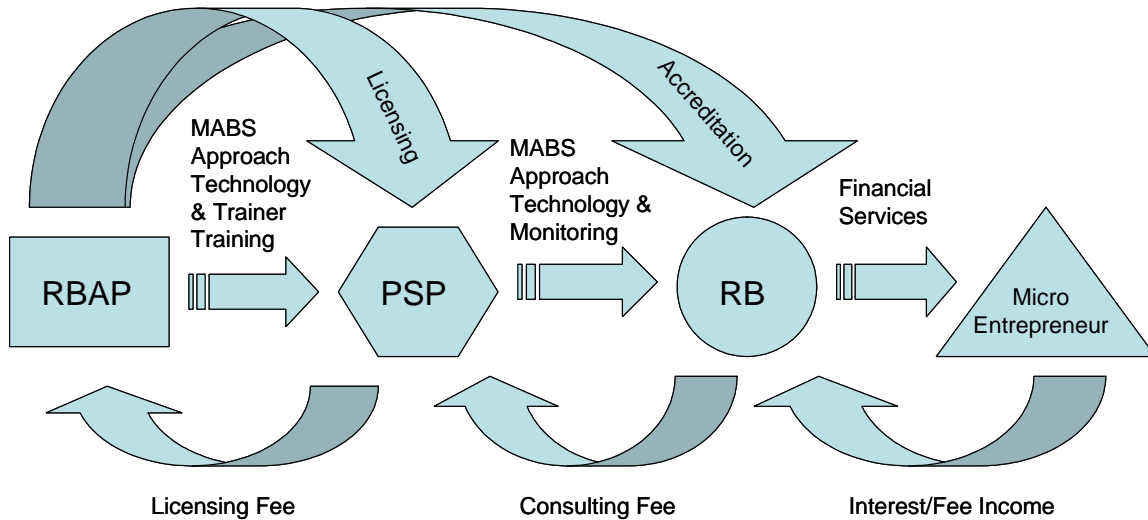 Licensing
Accreditation
MABS
Approach
Technology
& Trainer
Training
MABS
Approach
Technology &
Monitoring
Financial
Services
RBAP
PSP
RB
Micro
Entrepreneur
Licensing Fee
Consulting Fee
Interest/Fee Income